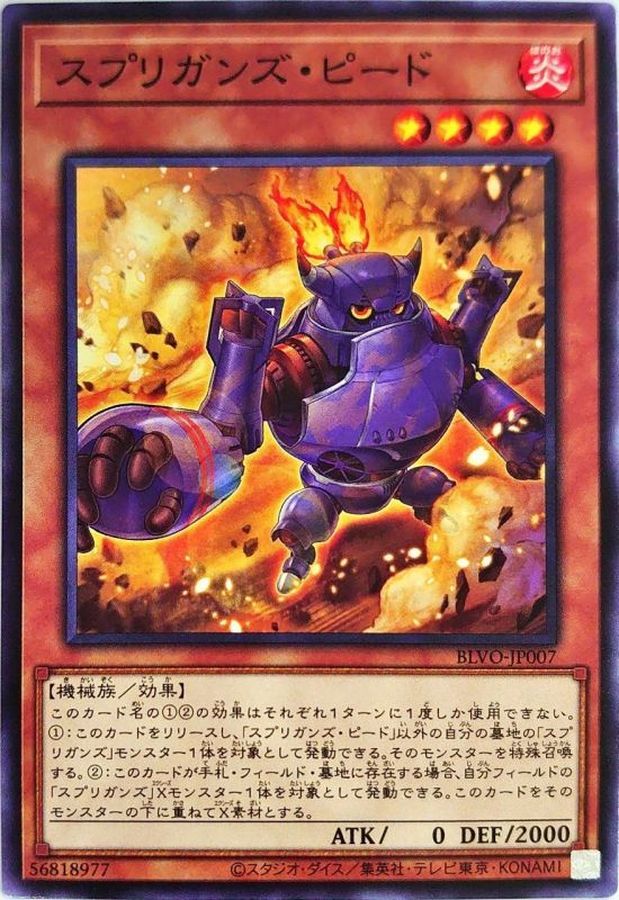 スプリガンズ・ピード
炎
BLVO-JP007
【機械族/効果】
このカード名の①②の効果はそれぞれ1ターンに1度しか使用できない。
①:このカードをリリースし、「スプリガンズ・ピード」以外の自分の墓地の「スプ
リガンズ」モンスター1体を対象として発動できる。そのモンスターを特殊召喚
する。②:このカードが手札・フィールド・墓地に存在する場合、自分フィールドの
「スプリガンズ」Xモンスター1体を対象として発動できる。このカードをその
モンスターの下に重ねてX素材とする。
ATK/ 0 DEF/2000
56818977 ©スタジオ・ダイス/集英社・テレビ東京・KONAMI